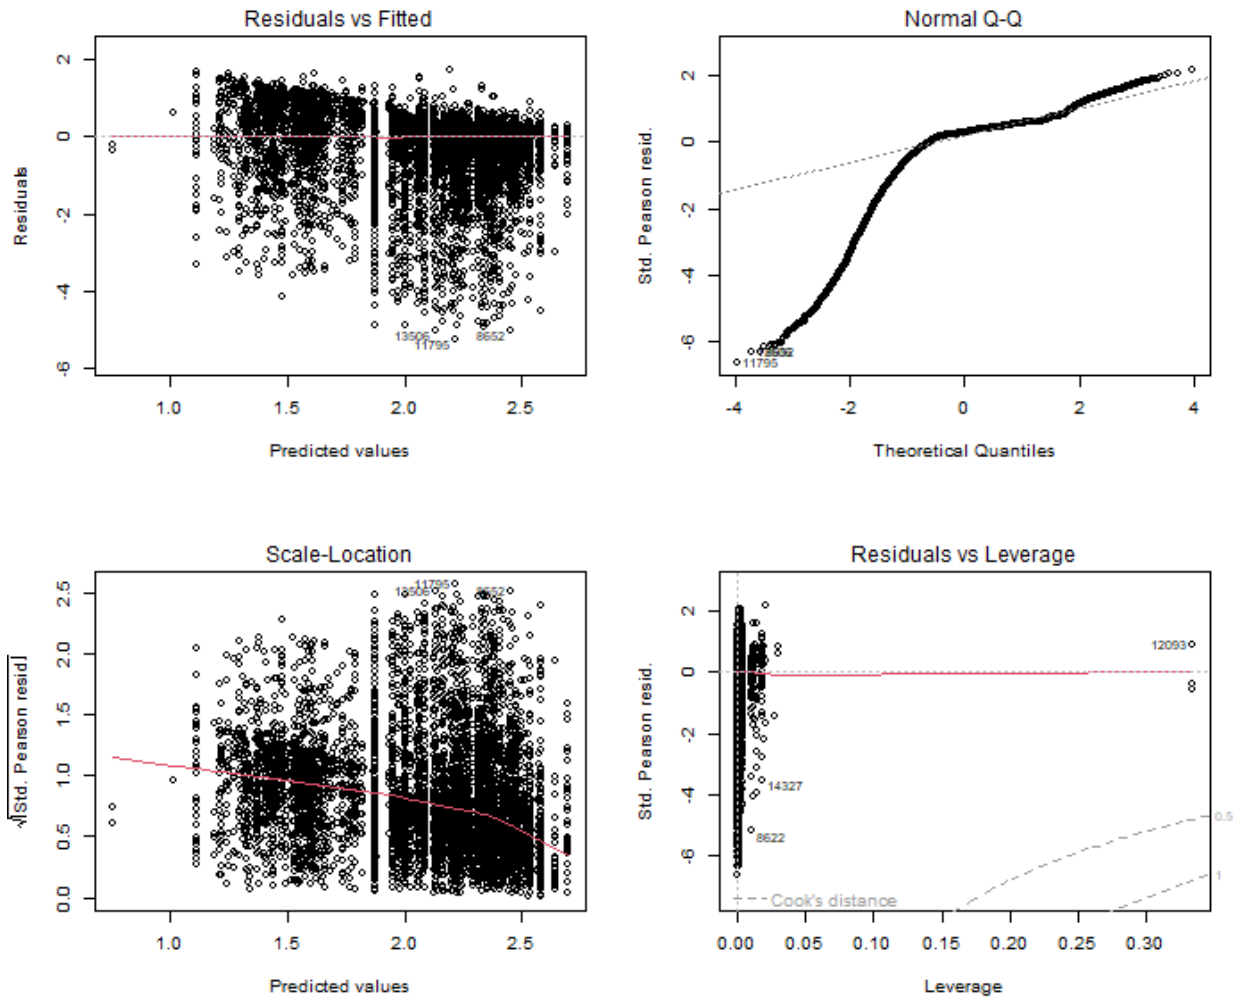 Residuals vs Fitted
Residuals
2
0
-2
-4
-6
13506
11795
8652
1.0 1.5 2.0 2.5
Predicted values
Normal Q-Q
Std. Pearson resid.
2
0
-2
-4
-6
11795
-4 -2 0 2 4
Theoretical Quantiles
Scale-Location
√|Std. Pearson resid.|
2.5
2.0
1.5
1.0
0.5
0.0
11795
13506
8652
1.0 1.5 2.0 2.5
Predicted values
Residuals vs Leverage
Std. Pearson resid.
2
0
-2
-4
-6
12093
14327
8622
0.5
1
Cook's distance
0.00 0.05 0.10 0.15 0.20 0.25 0.30
Leverage